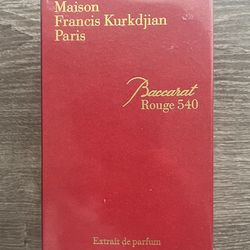 Maison
Francis Kurkdjian
Paris
Baccarat
Rouge 540
Extrait de parfum